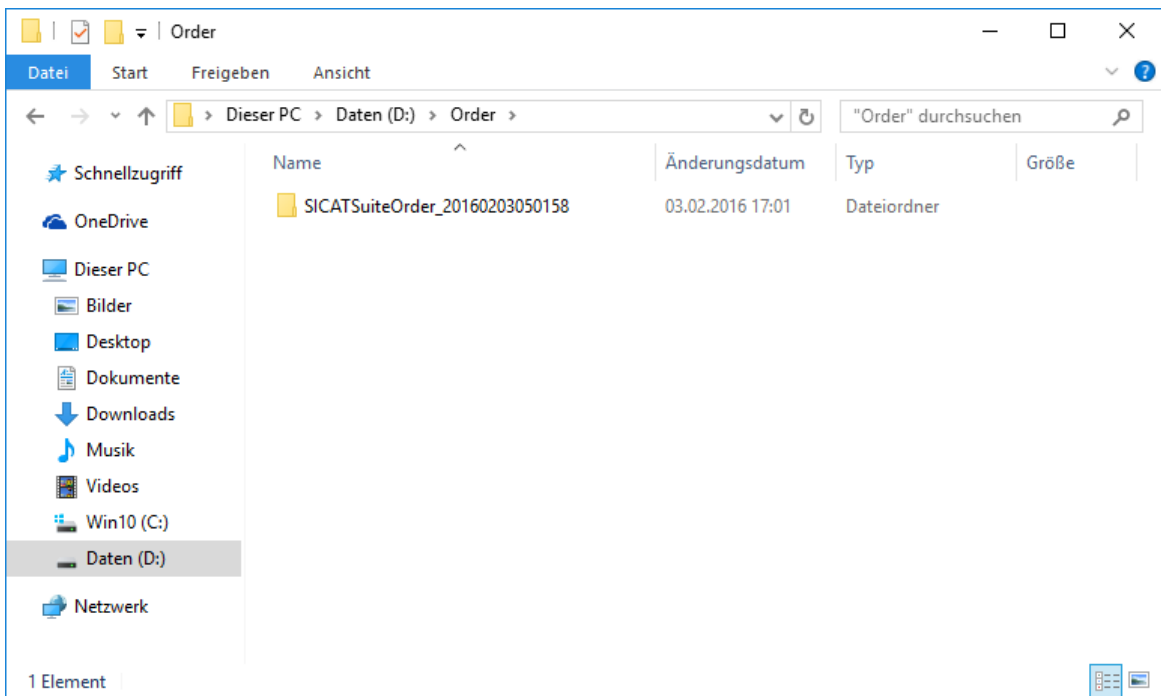 Order
Datei Start Freigeben Ansicht
Dieser PC Daten (D:) Order "Order" durchsuchen
Name Änderungsdatum Typ Größe
SICATSuiteOrder_20160203050158 03.02.2016 17:01 Dateiordner
Schnellzugriff
OneDrive
Dieser PC
Bilder
Desktop
Dokumente
Downloads
Musik
Videos
Win10 (C:)
Daten (D:)
Netzwerk
1 Element